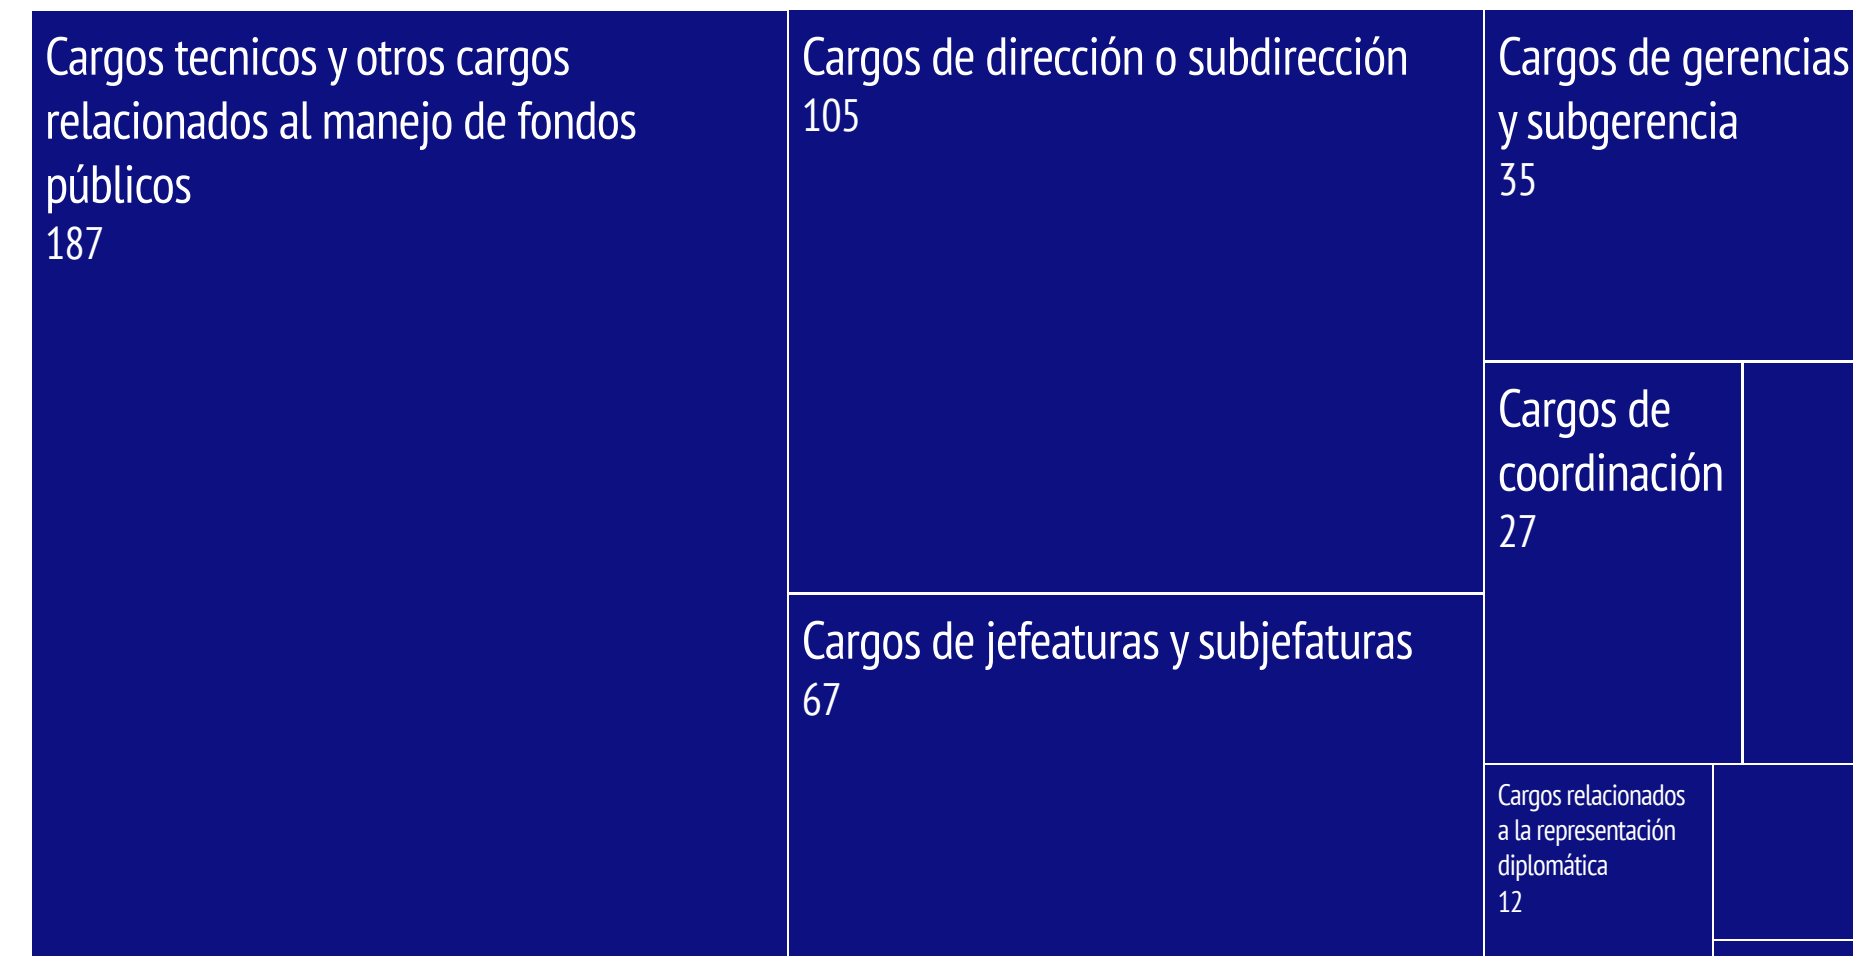 Cargos tecnicos y otros cargos
relacionados al manejo de fondos
públicos
187
Cargos de dirección o subdirección
105
Cargos de jefeaturas y subjefaturas
67
Cargos de gerencias
y subgerencia
35
Cargos de
coordinación
27
Cargos relacionados
a la representación
diplomática
12